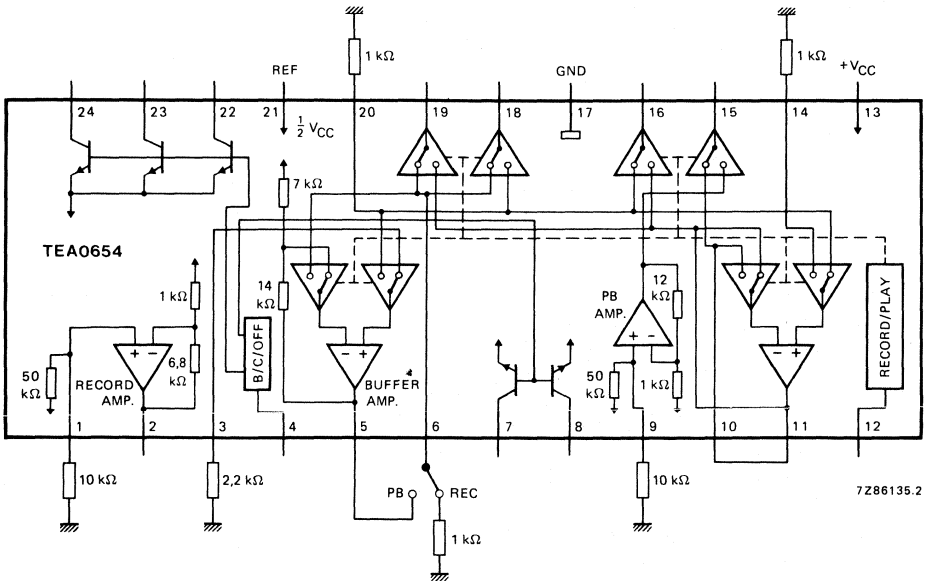 1 kΩ
1 kΩ
REF
GND
+VCC
24
23
22
21
20
19
18
17
16
15
14
13
½ VCC
7 kΩ
TEA0654
1 kΩ
14 kΩ
12 kΩ
PB AMP.
RECORD/PLAY
B/C/OFF
+ −
6,8 kΩ
− +
+ −
− +
50 kΩ
RECORD AMP.
BUFFER AMP.
50 kΩ
1 kΩ
1
2
3
4
5
6
7
8
9
10
11
12
10 kΩ
2,2 kΩ
PB
REC
10 kΩ
7Z86135.2
1 kΩ